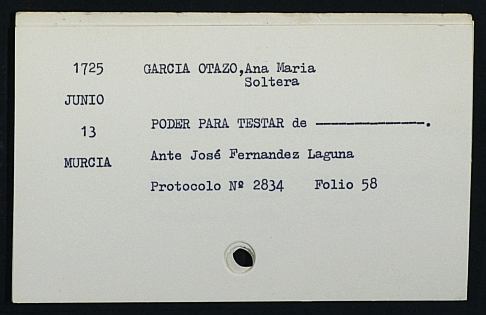 1725 GARCIA OTAZO,Ana Maria
Soltera
JUNIO
13 PODER PARA TESTAR de --------------.
MURCIA Ante José Fernandez Laguna
Protocolo Nº 2834 Folio 58